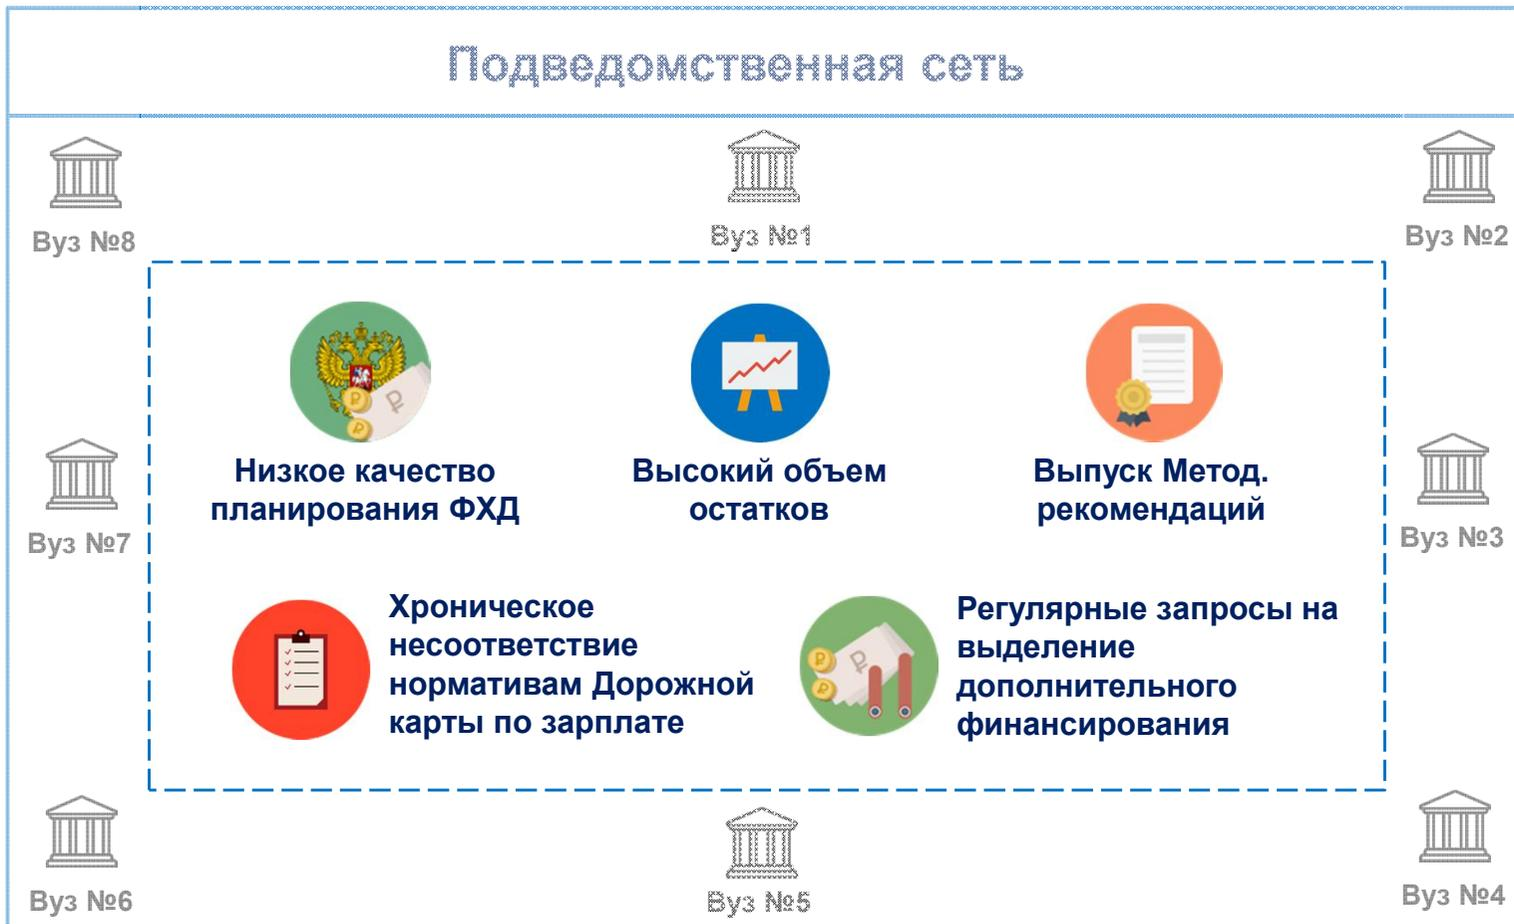 Подведомственная сеть
Вуз №8
Вуз №1
Вуз №2
Низкое качество
планирования ФХД
Высокий объем
остатков
Выпуск Метод.
рекомендаций
Вуз №7
Вуз №3
Хроническое
несоответствие
нормативам Дорожной
карты по зарплате
Регулярные запросы на
выделение
дополнительного
финансирования
Вуз №6
Вуз №5
Вуз №4